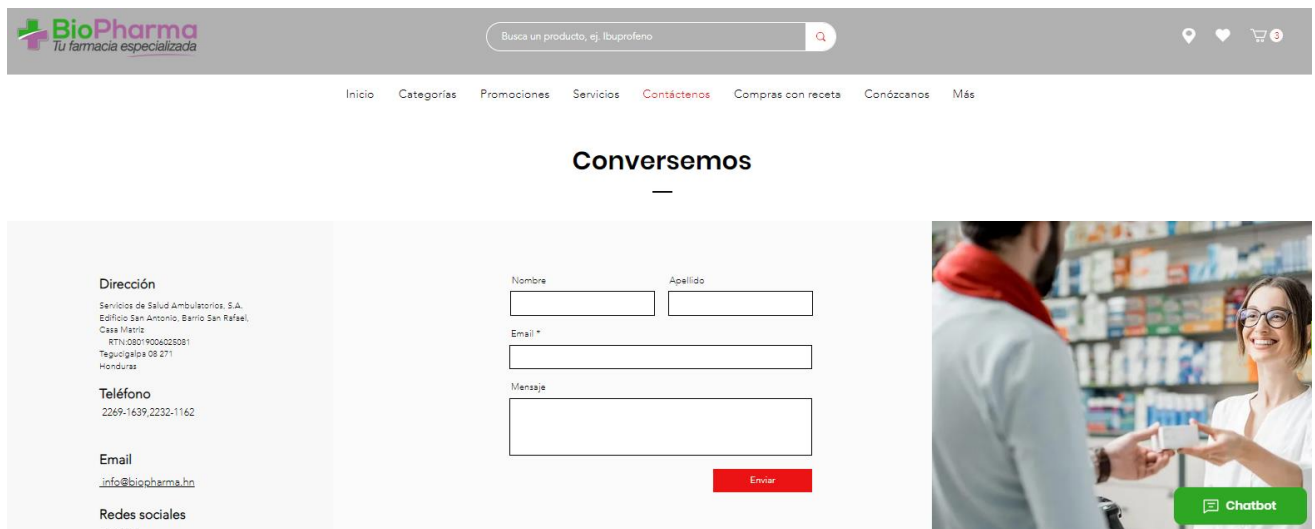 BioPharma
Tu farmacia especializada
Busca un producto, ej. Ibuprofeno
3
Inicio Categorías Promociones Servicios Contáctenos Compras con receta Conózcanos Más
Conversemos
Dirección
Servicios de Salud Ambulatorios, S.A.
Edificio San Antonio, Barrio San Rafael,
Casa Matriz
RTN:08019006025081
Tegucigalpa 08 271
Honduras
Teléfono
2269-1639,2232-1162
Email
info@biopharma.hn
Redes sociales
Nombre Apellido
Email *
Mensaje
Enviar
Chatbot